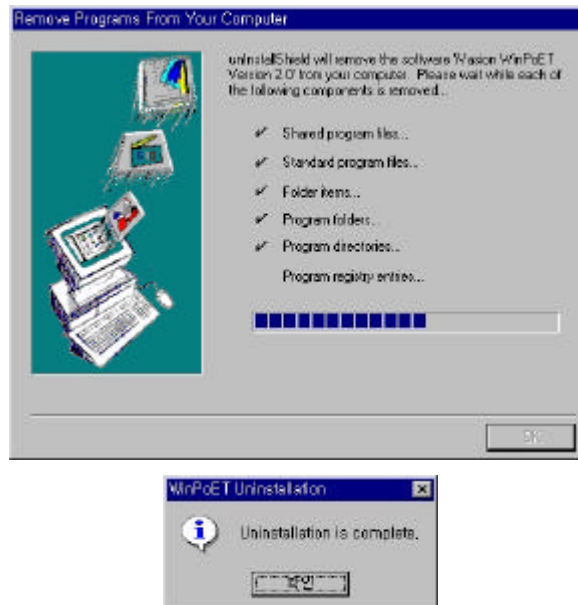 Remove Programs From Your Computer
unInstallShield will remove the software 'Wasion WinPoET
Version 2.0' from your computer. Please wait while each of
the following components is removed...
✔ Shared program files...
✔ Standard program files...
✔ Folder items...
✔ Program folders...
✔ Program directories...
Program registry entries...
OK
WinPoET Uninstallation
Uninstallation is complete.
확인